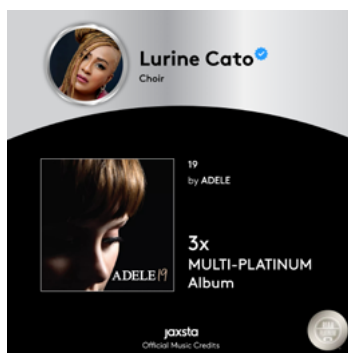 Lurine Cato
Choir
19
by ADELE
ADELE 19
3x
MULTI-PLATINUM
Album
jaxsta
Official Music Credits